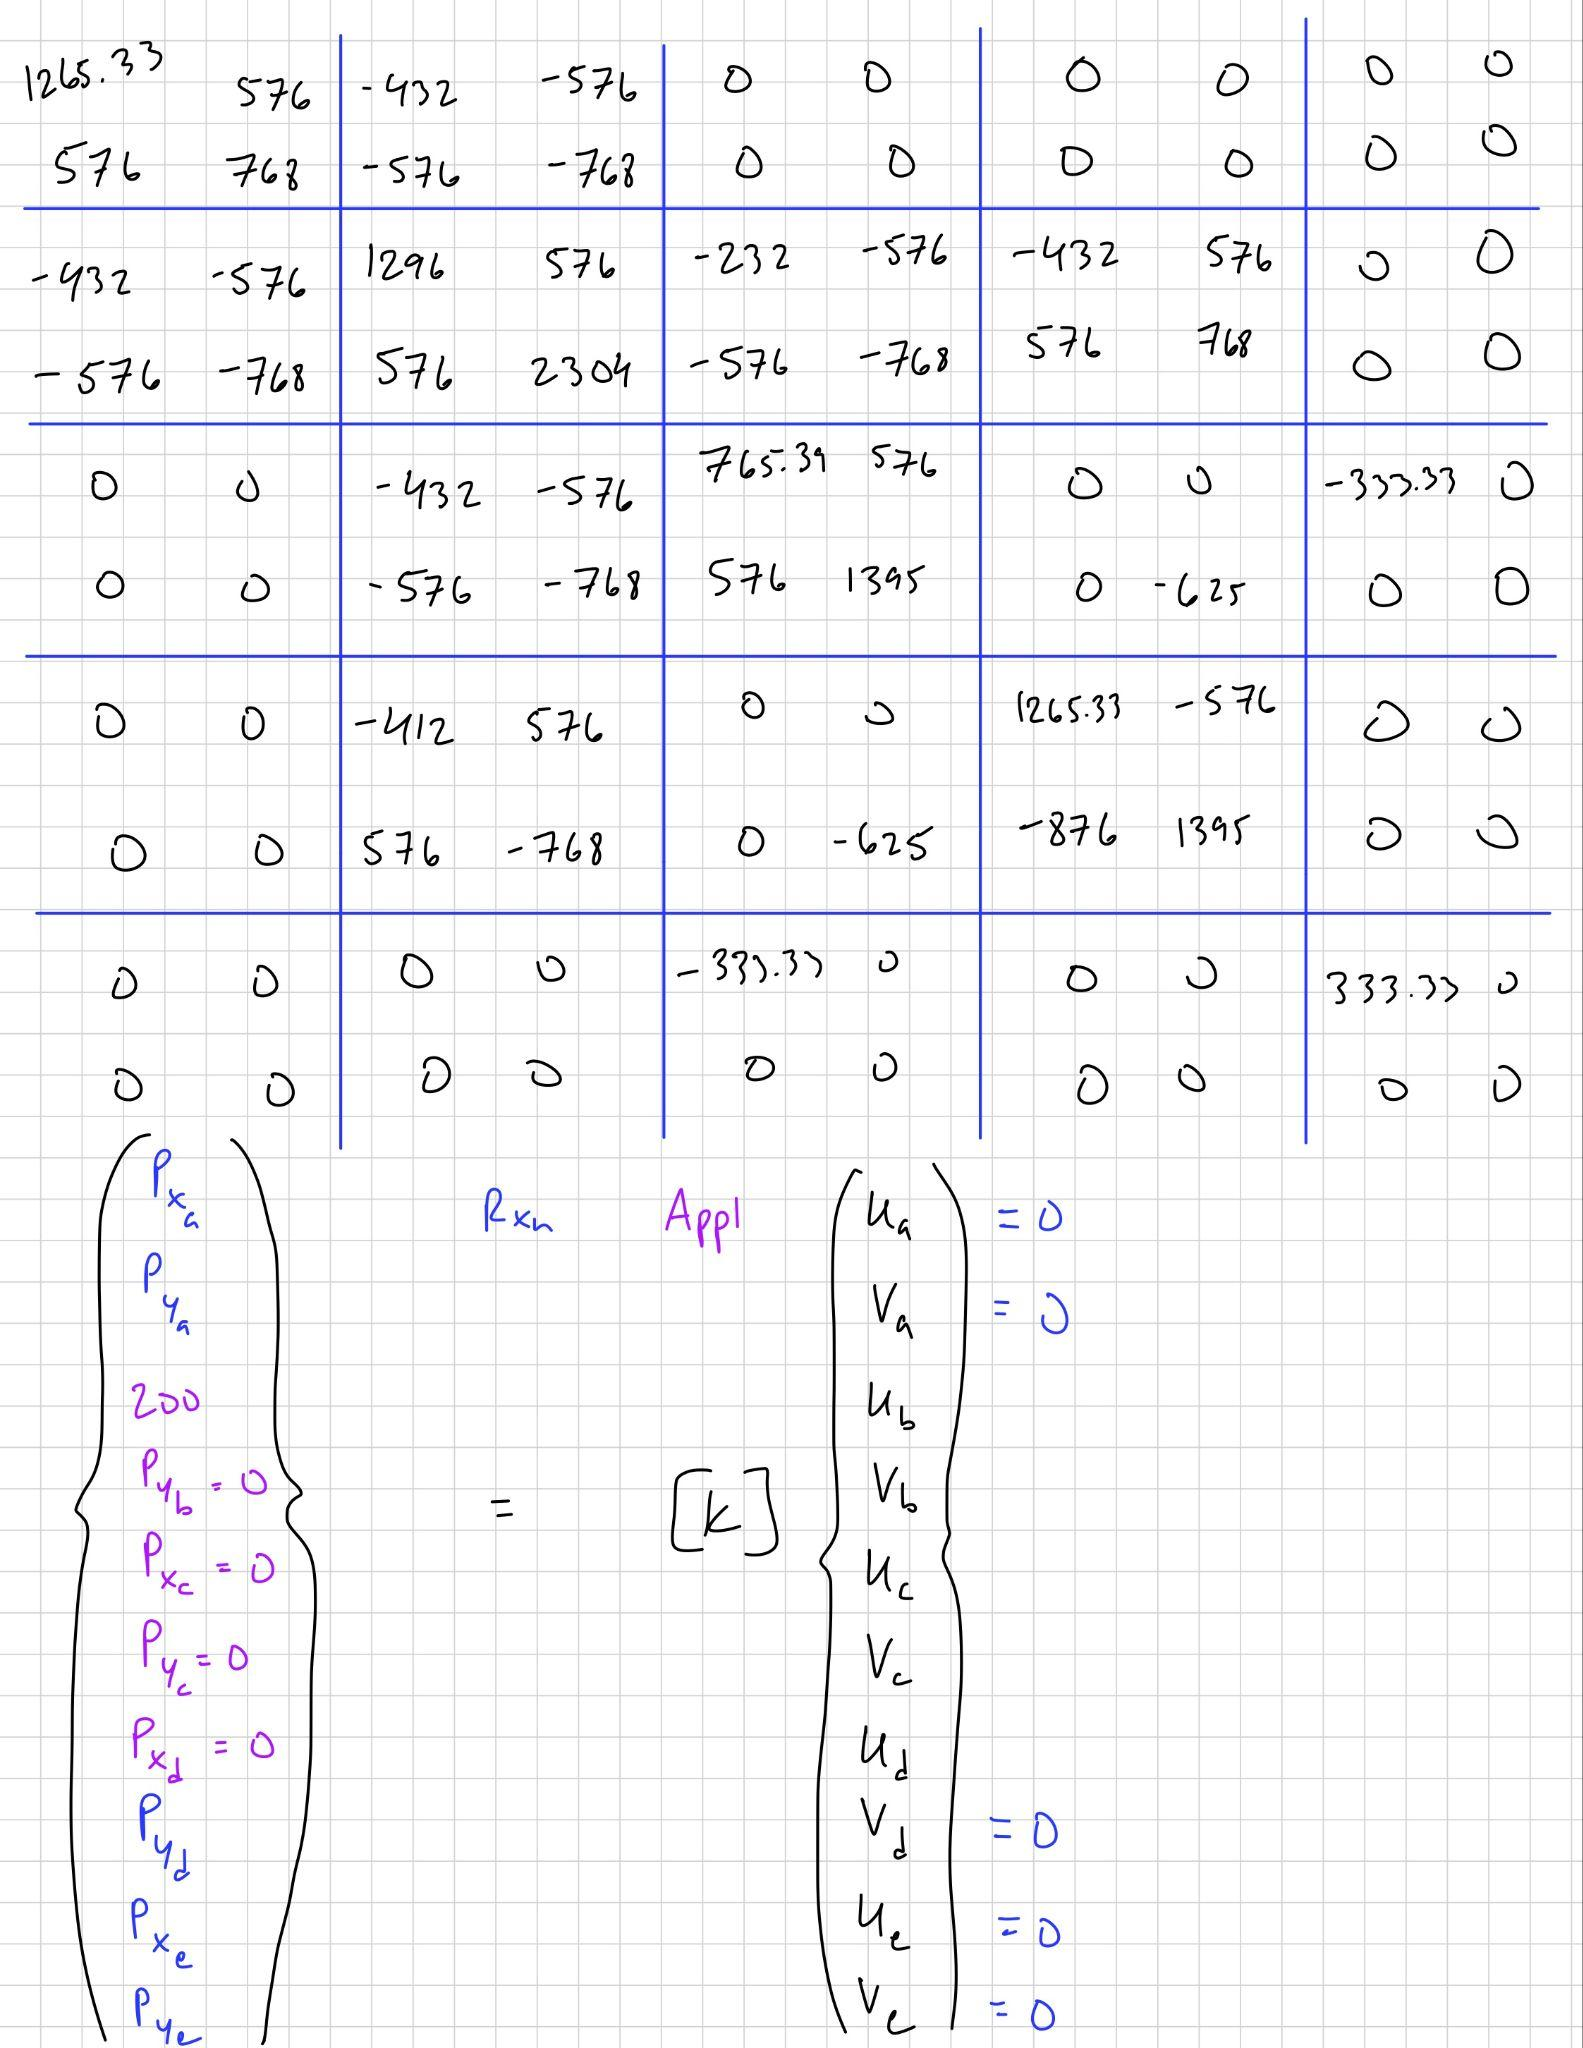 1265.33 576 -432 -576 0 0 0 0 0 0
576 768 -576 -768 0 0 0 0 0 0
-432 -576 1296 576 -232 -576 -432 576 0 0
-576 -768 576 2304 -576 -768 576 768 0 0
0 0 -432 -576 765.39 576 0 0 -333.33 0
0 0 -576 -768 576 1395 0 -625 0 0
0 0 -412 576 0 0 1265.33 -576 0 0
0 0 576 -768 0 -625 -876 1395 0 0
0 0 0 0 -333.33 0 0 0 333.33 0
0 0 0 0 0 0 0 0 0 0
Pxa Rxn Appl ua = 0
Pya va = 0
200 ub
Pyb = 0 = [k] vb
Pxc = 0 uc
Pyc = 0 vc
Pxd = 0 ud
Pyd vd = 0
Pxe ue = 0
Pye ve = 0